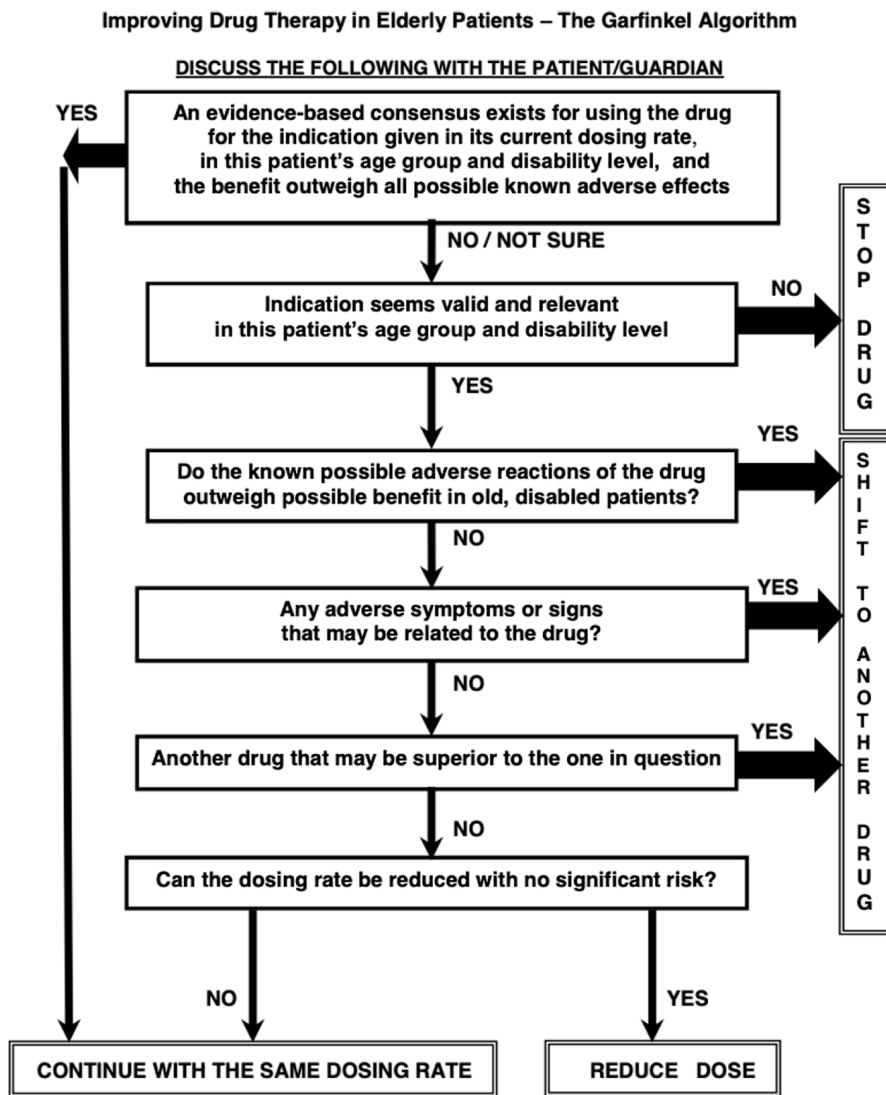 Improving Drug Therapy in Elderly Patients – The Garfinkel Algorithm
DISCUSS THE FOLLOWING WITH THE PATIENT/GUARDIAN
YES
An evidence-based consensus exists for using the drug
for the indication given in its current dosing rate,
in this patient's age group and disability level, and
the benefit outweigh all possible known adverse effects
NO / NOT SURE
Indication seems valid and relevant
in this patient's age group and disability level
NO
STOP DRUG
YES
Do the known possible adverse reactions of the drug
outweigh possible benefit in old, disabled patients?
YES
SHIFT TO ANOTHER DRUG
NO
Any adverse symptoms or signs
that may be related to the drug?
YES
NO
Another drug that may be superior to the one in question
YES
NO
Can the dosing rate be reduced with no significant risk?
NO
YES
CONTINUE WITH THE SAME DOSING RATE
REDUCE DOSE